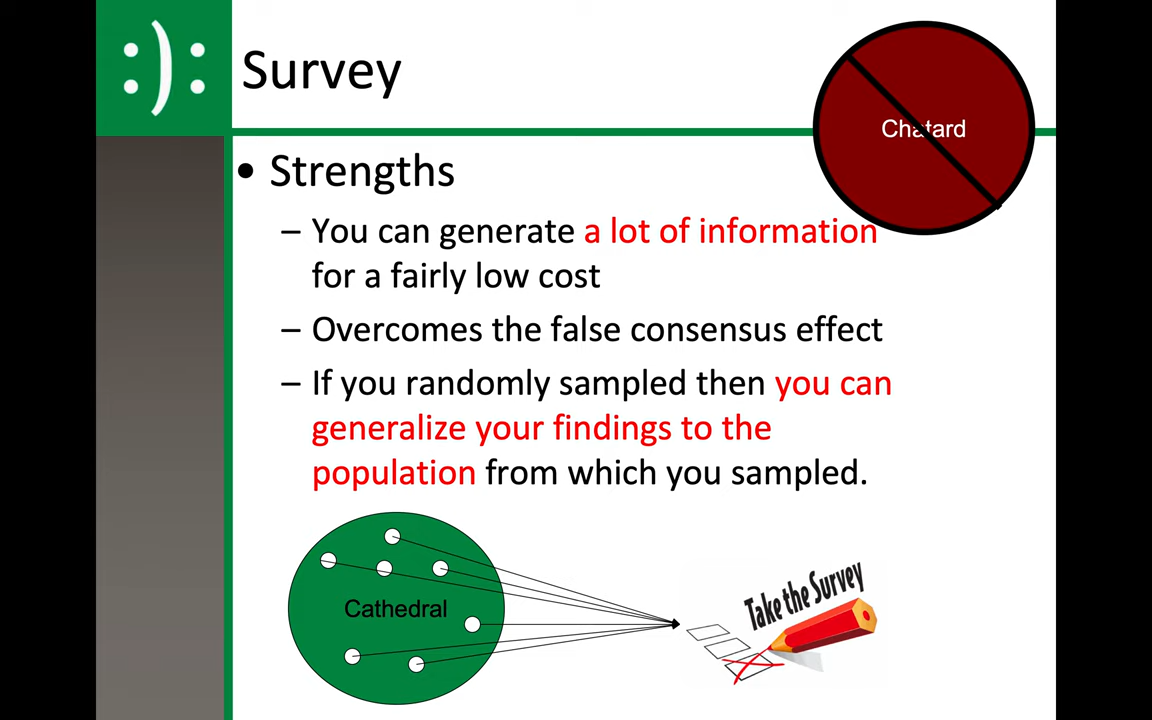 :):
Survey
Chatard
• Strengths
– You can generate a lot of information
for a fairly low cost
– Overcomes the false consensus effect
– If you randomly sampled then you can
generalize your findings to the
population from which you sampled.
Cathedral
Take the Survey